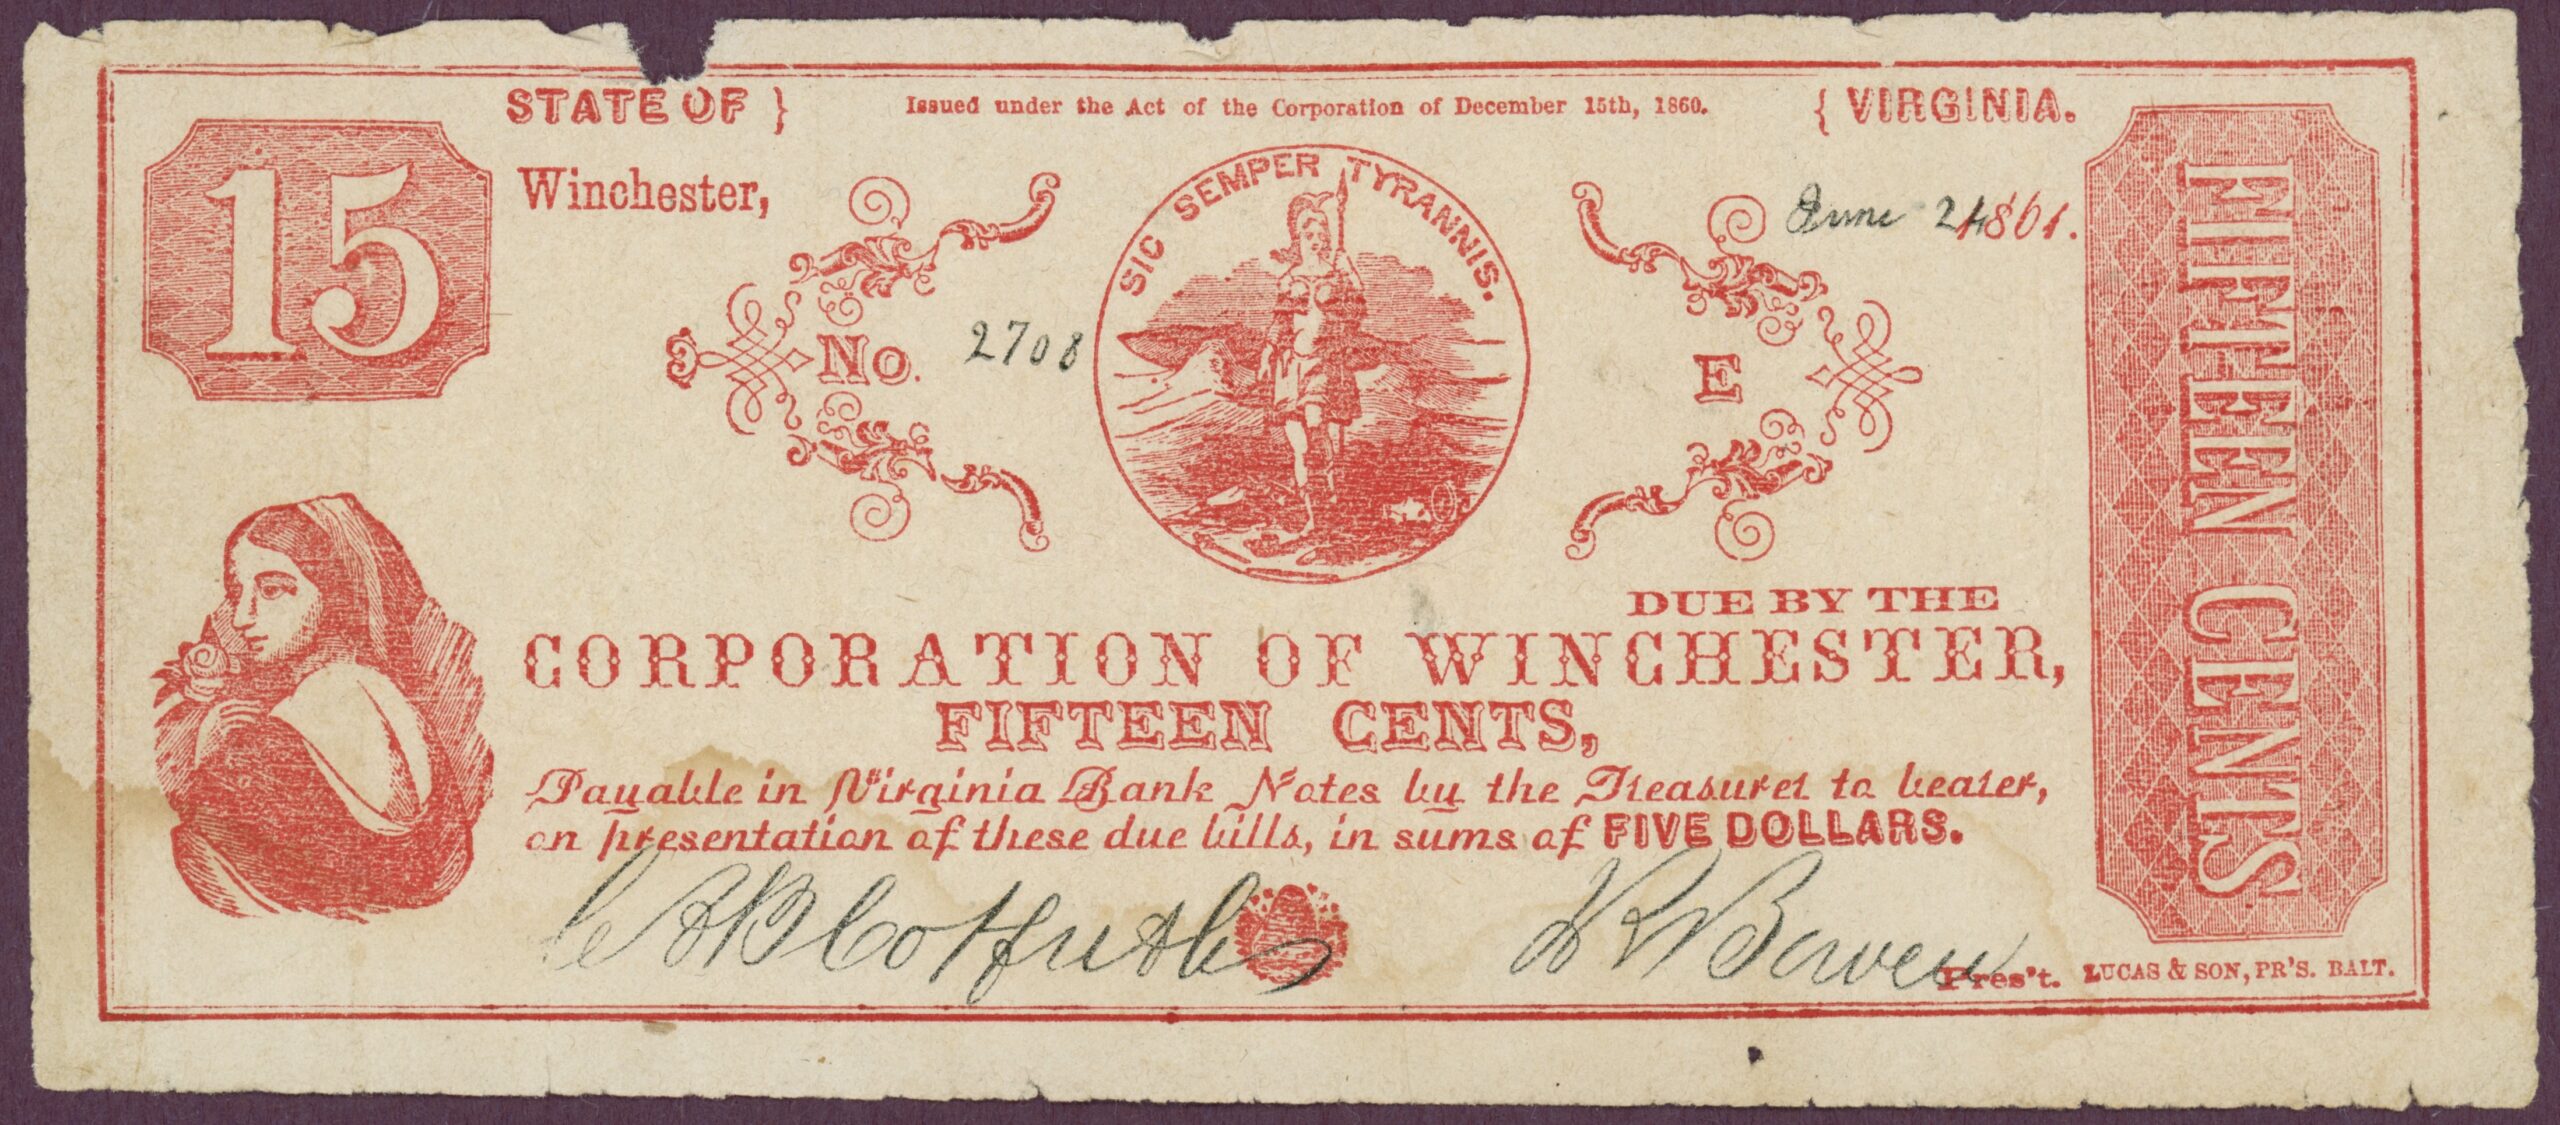 STATE OF } Issued under the Act of the Corporation of December 15th, 1860. { VIRGINIA.
15
Winchester, June 24 1861.
SIC SEMPER TYRANNIS.
No. 2708 E
DUE BY THE
CORPORATION OF WINCHESTER,
FIFTEEN CENTS,
Payable in Virginia Bank Notes by the Treasurer to bearer,
on presentation of these due bills, in sums of FIVE DOLLARS.
Bowen Pres't.
LUCAS & SON, PR'S. BALT.
FIFTEEN CENTS